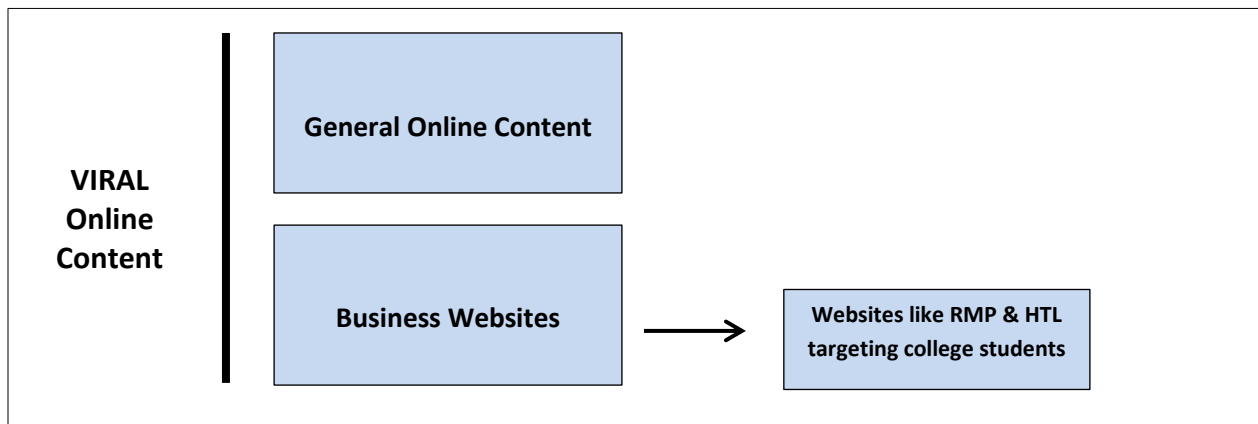 VIRAL
Online
Content
General Online Content
Business Websites
Websites like RMP & HTL
targeting college students